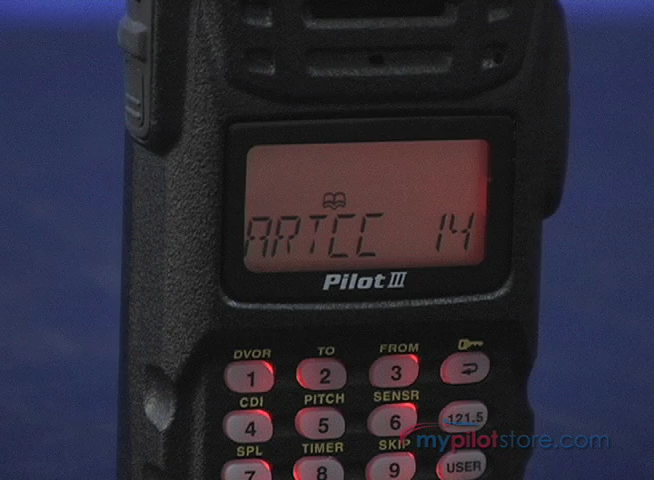 ARTCC 14
Pilot III
DVOR TO FROM
1 2 3
CDI PITCH SENSR
4 5 6 121.5
SPL TIMER SKIP
7 8 9 USER
mypilotstore.com